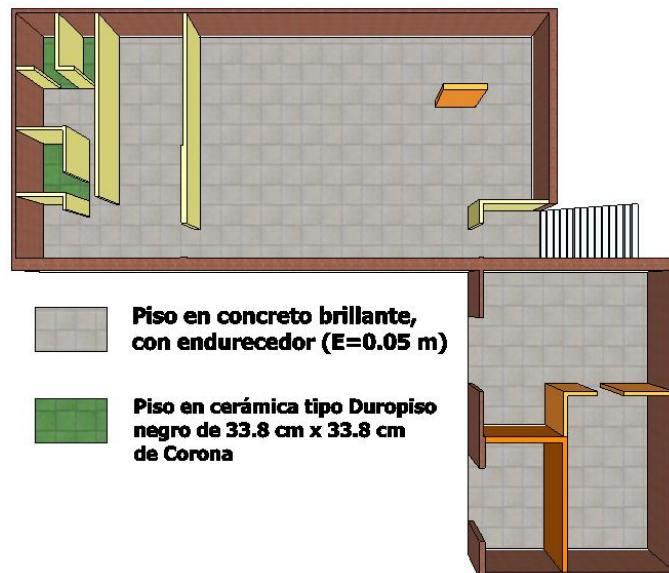 Piso en concreto brillante,
con endurecedor (E=0.05 m)
Piso en cerámica tipo Duropiso
negro de 33.8 cm x 33.8 cm
de Corona